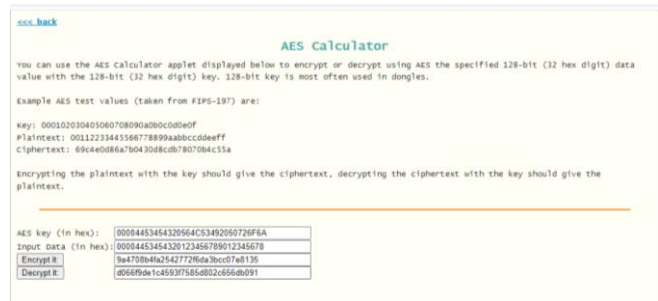 <<< back
AES Calculator
You can use the AES Calculator applet displayed below to encrypt or decrypt using AES the specified 128-bit (32 hex digit) data
value with the 128-bit (32 hex digit) key. 128-bit key is most often used in dongles.
Example AES test values (taken from FIPS-197) are:
Key: 000102030405060708090a0b0c0d0e0f
Plaintext: 00112233445566778899aabbccddeeff
Ciphertext: 69c4e0d86a7b0430d8cdb78070b4c55a
Encrypting the plaintext with the key should give the ciphertext, decrypting the ciphertext with the key should give the
plaintext.
AES key (in hex): 00004453454320564C53492050726F6A
Input Data (in hex): 00004453454320123456789012345678
Encrypt it: 9a4708b4fa2542772f6da3bcc07e8135
Decrypt it: d066f9de1c4593f7585d802c656db091